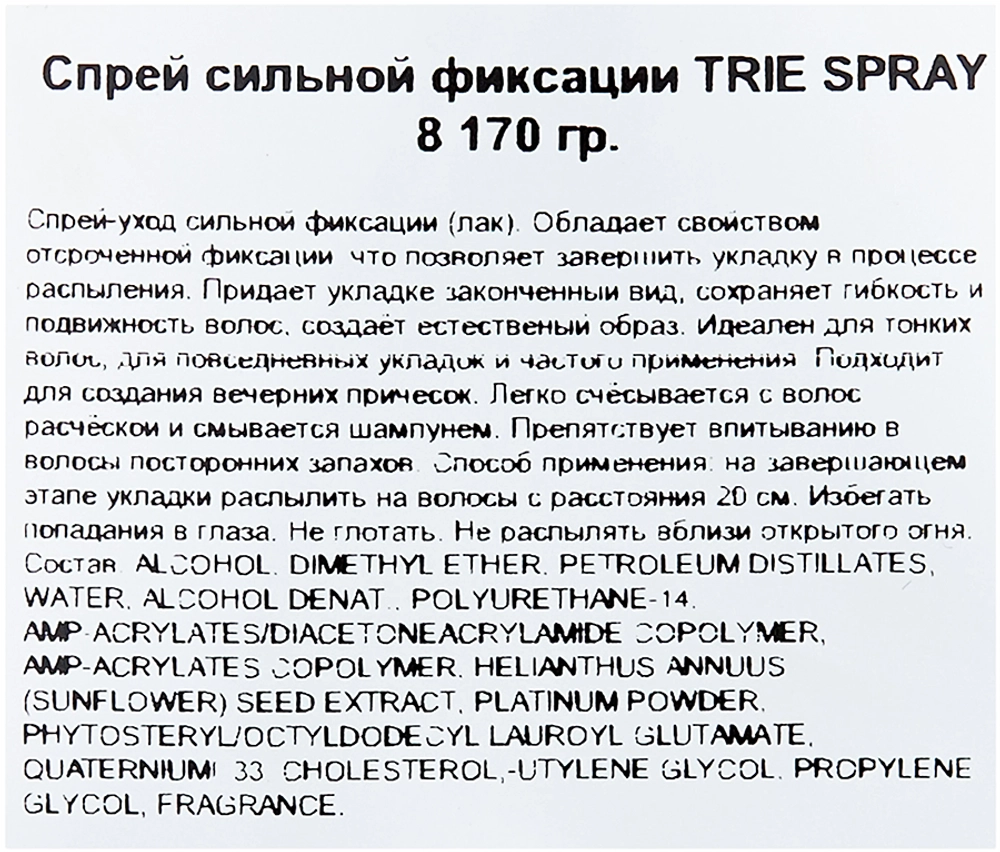 Спрей сильной фиксации TRIE SPRAY
8 170 гр.
Спрей-уход сильной фиксации (лак). Обладает свойством
отсроченной фиксации что позволяет завершить укладку в процессе
распыления. Придает укладке законченный вид, сохраняет гибкость и
подвижность волос, создаёт естественый образ. Идеален для тонких
волос, для повседневных укладок и частого применения Подходит
для создания вечерних причесок. Легко счёсывается с волос
расчёской и смывается шампунем. Препятствует впитыванию в
волосы посторонних запахов. Способ применения: на завершающем
этапе укладки распылить на волосы с расстояния 20 см. Избегать
попадания в глаза. Не глотать. Не распылять вблизи открытого огня.
Состав. ALCOHOL, DIMETHYL ETHER, PETROLEUM DISTILLATES,
WATER, ALCOHOL DENAT., POLYURETHANE-14,
AMP-ACRYLATES/DIACETONEACRYLAMIDE COPOLYMER,
AMP-ACRYLATES COPOLYMER, HELIANTHUS ANNUUS
(SUNFLOWER) SEED EXTRACT, PLATINUM POWDER,
PHYTOSTERYL/OCTYLDODECYL LAUROYL GLUTAMATE,
QUATERNIUM 33 CHOLESTEROL,-UTYLENE GLYCOL, PROPYLENE
GLYCOL, FRAGRANCE.